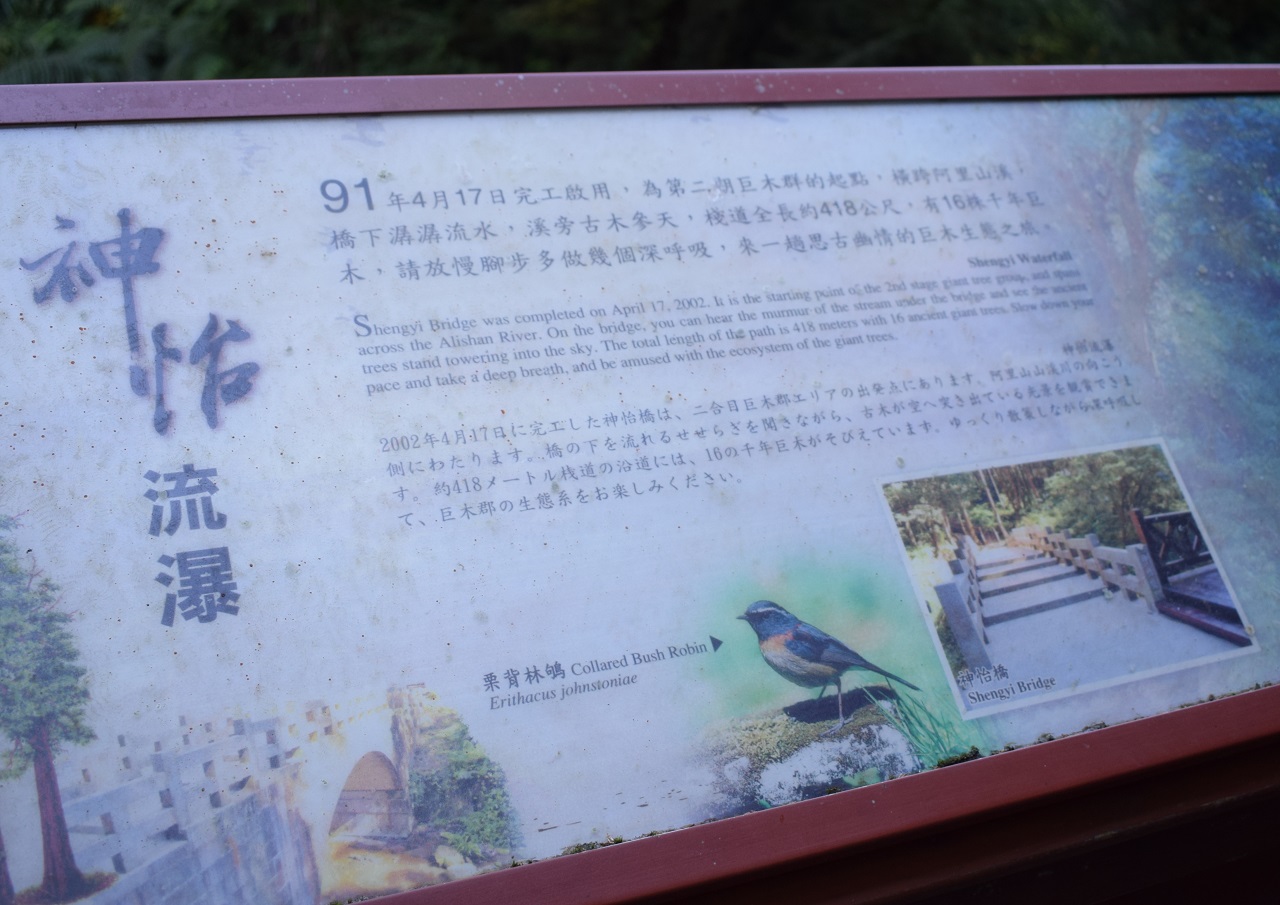 神怡
流瀑
91年4月17日完工啟用，為第二期巨木群的起點，橫跨阿里山溪，
橋下潺潺流水，溪旁古木參天，棧道全長約418公尺，有16株千年巨
木，請放慢腳步多做幾個深呼吸，來一趟思古幽情的巨木生態之旅。
Shengyi Waterfall
Shengyi Bridge was completed on April 17, 2002. It is the starting point of the 2nd stage giant tree group, and spans
across the Alishan River. On the bridge, you can hear the murmur of the stream under the bridge and see the ancient
trees stand towering into the sky. The total length of the path is 418 meters with 16 ancient giant trees. Slow down your
pace and take a deep breath, and be amused with the ecosystem of the giant trees.
神怡流瀑
2002年4月17日に完工した神怡橋は、二合目巨木郡エリアの出発点にあります。阿里山山渓川の向こう
側にわたります。橋の下を流れるせせらぎを聞きながら、古木が空へ突き出ている光景を観賞できま
す。約418メートル桟道の沿道には、16の千年巨木がそびえています。ゆっくり散策しながら深呼吸し
て、巨木郡の生態系をお楽しみください。
栗背林鴝 Collared Bush Robin
Erithacus johnstoniae
神怡橋
Shengyi Bridge